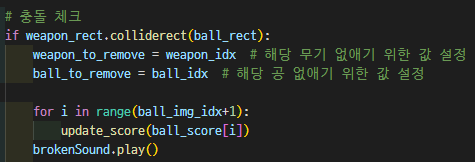 # 충돌 체크
if weapon_rect.colliderect(ball_rect):
    weapon_to_remove = weapon_idx  # 해당 무기 없애기 위한 값 설정
    ball_to_remove = ball_idx  # 해당 공 없애기 위한 값 설정

    for i in range(ball_img_idx+1):
        update_score(ball_score[i])
    brokenSound.play()